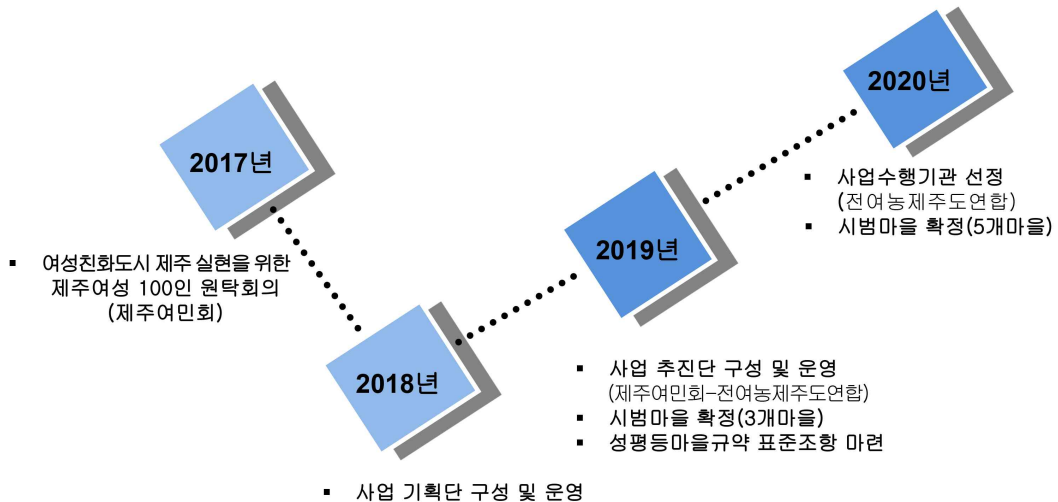 2017년
▪ 여성친화도시 제주 실현을 위한
제주여성 100인 원탁회의
(제주여민회)
2018년
▪ 사업 기획단 구성 및 운영
2019년
▪ 사업 추진단 구성 및 운영
(제주여민회-전여농제주도연합)
▪ 시범마을 확정(3개마을)
▪ 성평등마을규약 표준조항 마련
2020년
▪ 사업수행기관 선정
(전여농제주도연합)
▪ 시범마을 확정(5개마을)